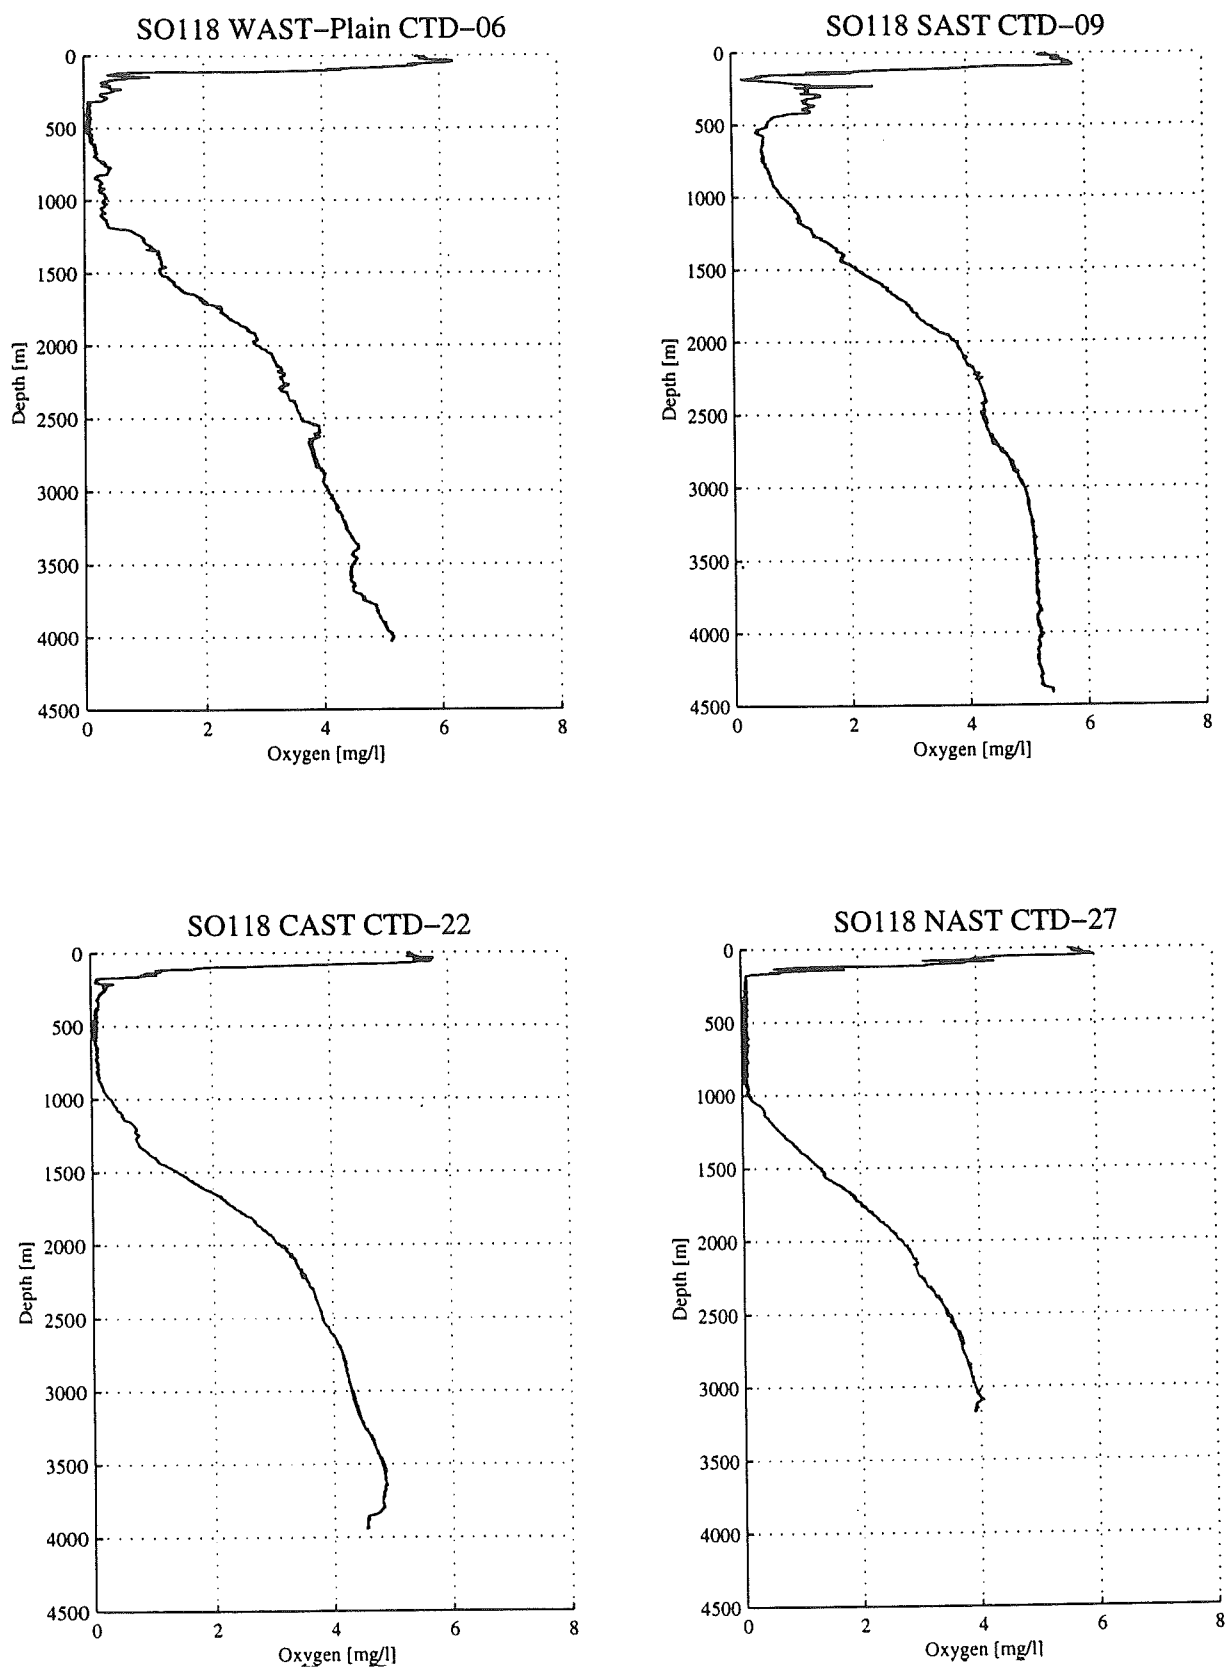 SO118 WAST–Plain CTD–06
0
500
1000
1500
2000
2500
3000
3500
4000
4500
Depth [m]
0 2 4 6 8
Oxygen [mg/l]
SO118 SAST CTD–09
0
500
1000
1500
2000
2500
3000
3500
4000
4500
Depth [m]
0 2 4 6 8
Oxygen [mg/l]
SO118 CAST CTD–22
0
500
1000
1500
2000
2500
3000
3500
4000
4500
Depth [m]
0 2 4 6 8
Oxygen [mg/l]
SO118 NAST CTD–27
0
500
1000
1500
2000
2500
3000
3500
4000
4500
Depth [m]
0 2 4 6 8
Oxygen [mg/l]